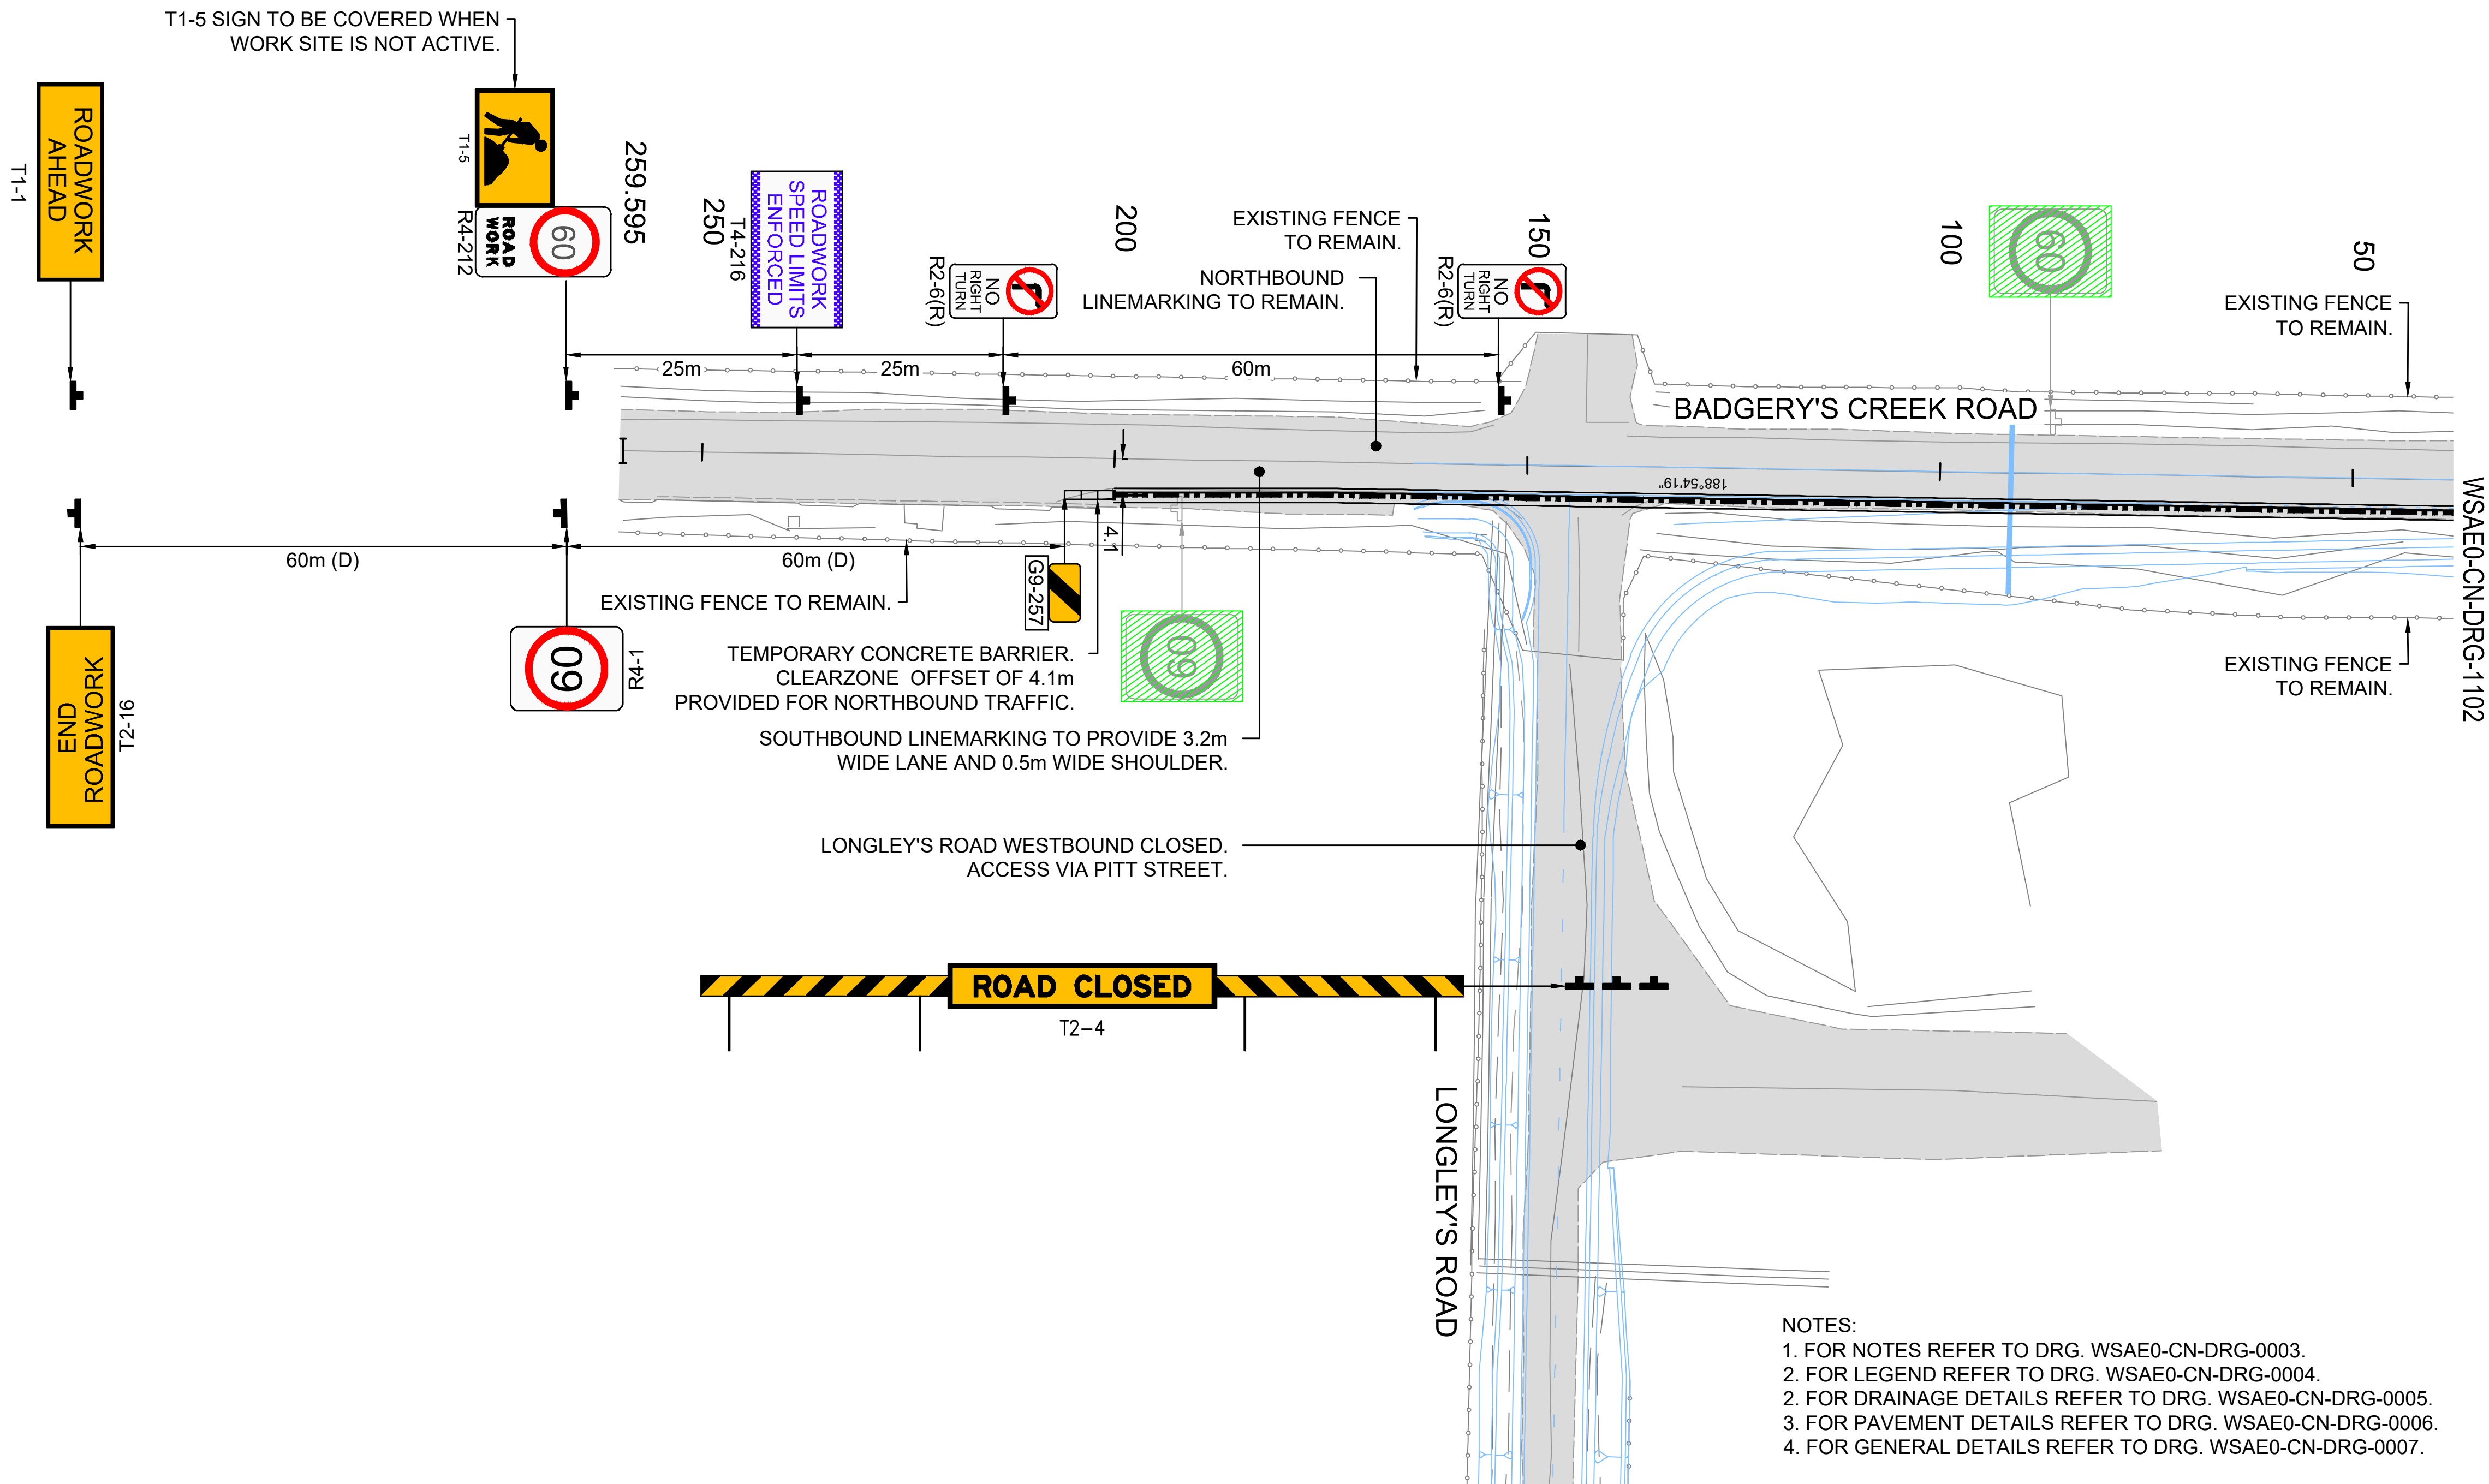 T1-5 SIGN TO BE COVERED WHEN
WORK SITE IS NOT ACTIVE.
ROADWORK
AHEAD
T1-1
T1-5
60
ROAD
WORK
R4-212
259.595
250
ROADWORK
SPEED LIMITS
ENFORCED
T4-216
NO
RIGHT
TURN
R2-6(R)
200
EXISTING FENCE
TO REMAIN.
NORTHBOUND
LINEMARKING TO REMAIN.
NO
RIGHT
TURN
R2-6(R)
150
100
60
50
EXISTING FENCE
TO REMAIN.
25m
25m
60m
BADGERY'S CREEK ROAD
188°54'19"
WSAE0-CN-DRG-1102
60m (D)
60m (D)
4.1
G9-257
EXISTING FENCE TO REMAIN.
60
R4-1
END
ROADWORK
T2-16
60
TEMPORARY CONCRETE BARRIER.
CLEARZONE OFFSET OF 4.1m
PROVIDED FOR NORTHBOUND TRAFFIC.
SOUTHBOUND LINEMARKING TO PROVIDE 3.2m
WIDE LANE AND 0.5m WIDE SHOULDER.
EXISTING FENCE
TO REMAIN.
LONGLEY'S ROAD WESTBOUND CLOSED.
ACCESS VIA PITT STREET.
ROAD CLOSED
T2-4
LONGLEY'S ROAD
NOTES:
1. FOR NOTES REFER TO DRG. WSAE0-CN-DRG-0003.
2. FOR LEGEND REFER TO DRG. WSAE0-CN-DRG-0004.
2. FOR DRAINAGE DETAILS REFER TO DRG. WSAE0-CN-DRG-0005.
3. FOR PAVEMENT DETAILS REFER TO DRG. WSAE0-CN-DRG-0006.
4. FOR GENERAL DETAILS REFER TO DRG. WSAE0-CN-DRG-0007.